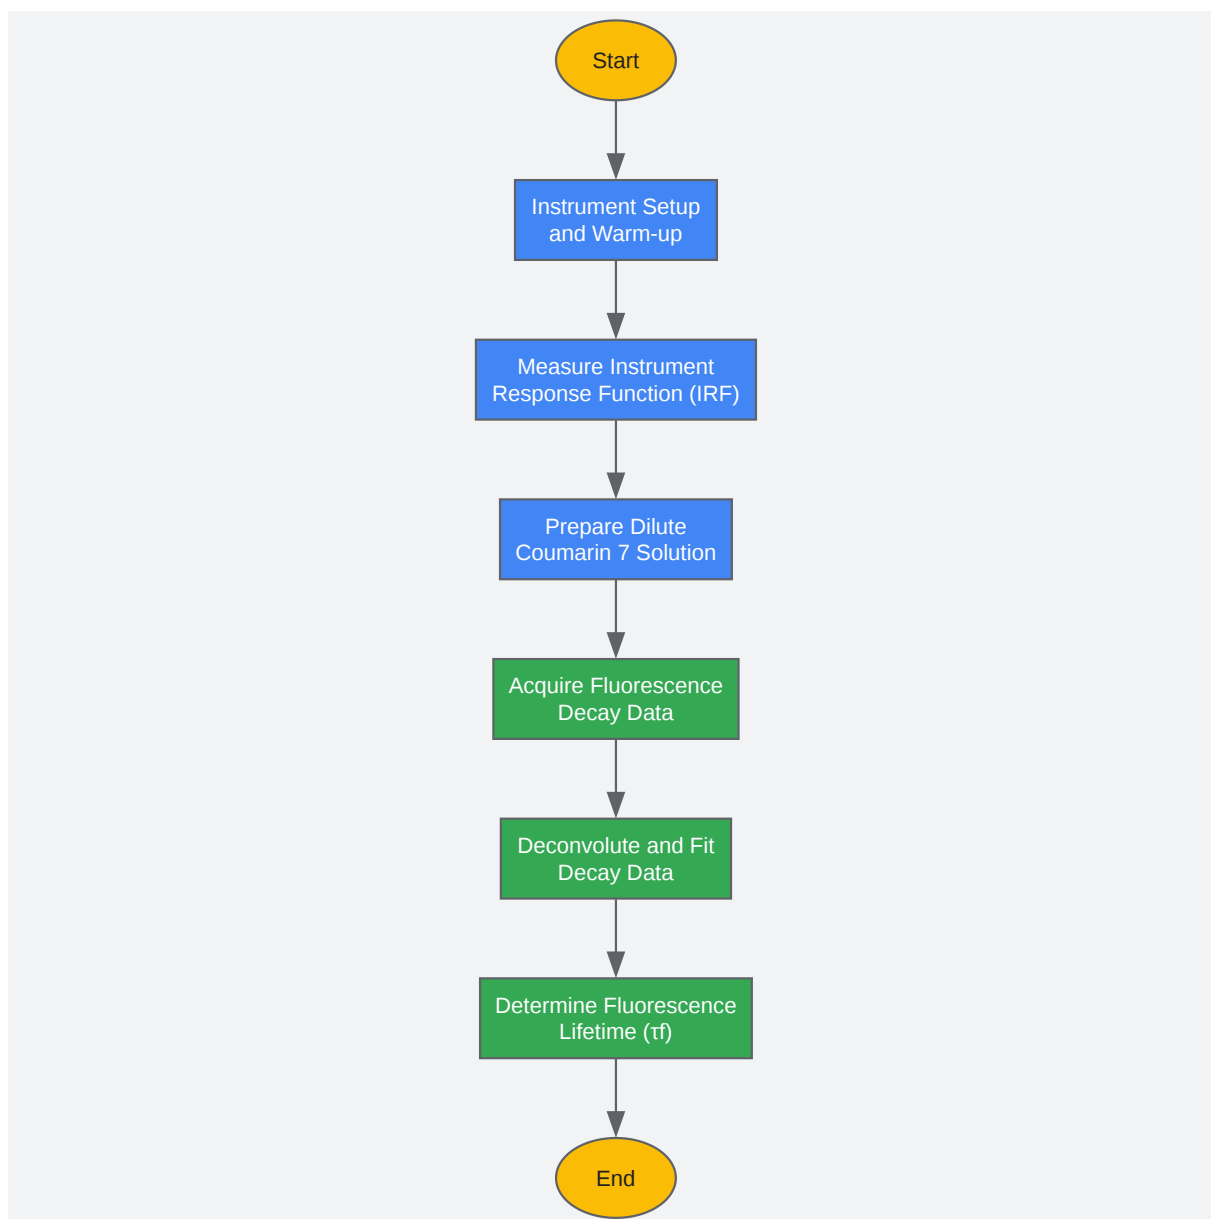 Start
Instrument Setup
and Warm-up
Measure Instrument
Response Function (IRF)
Prepare Dilute
Coumarin 7 Solution
Acquire Fluorescence
Decay Data
Deconvolute and Fit
Decay Data
Determine Fluorescence
Lifetime (τf)
End